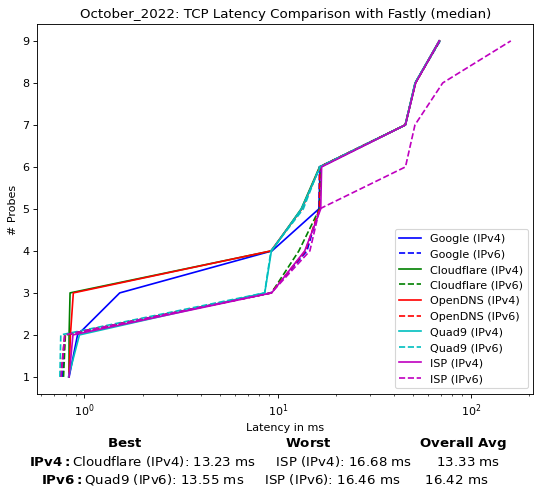 October_2022: TCP Latency Comparison with Fastly (median)
9
8
7
6
5
4
3
2
1
# Probes
Google (IPv4)
Google (IPv6)
Cloudflare (IPv4)
Cloudflare (IPv6)
OpenDNS (IPv4)
OpenDNS (IPv6)
Quad9 (IPv4)
Quad9 (IPv6)
ISP (IPv4)
ISP (IPv6)
10⁰ 10¹ 10²
Latency in ms
Best Worst Overall Avg
IPv4: Cloudflare (IPv4): 13.23 ms ISP (IPv4): 16.68 ms 13.33 ms
IPv6: Quad9 (IPv6): 13.55 ms ISP (IPv6): 16.46 ms 16.42 ms